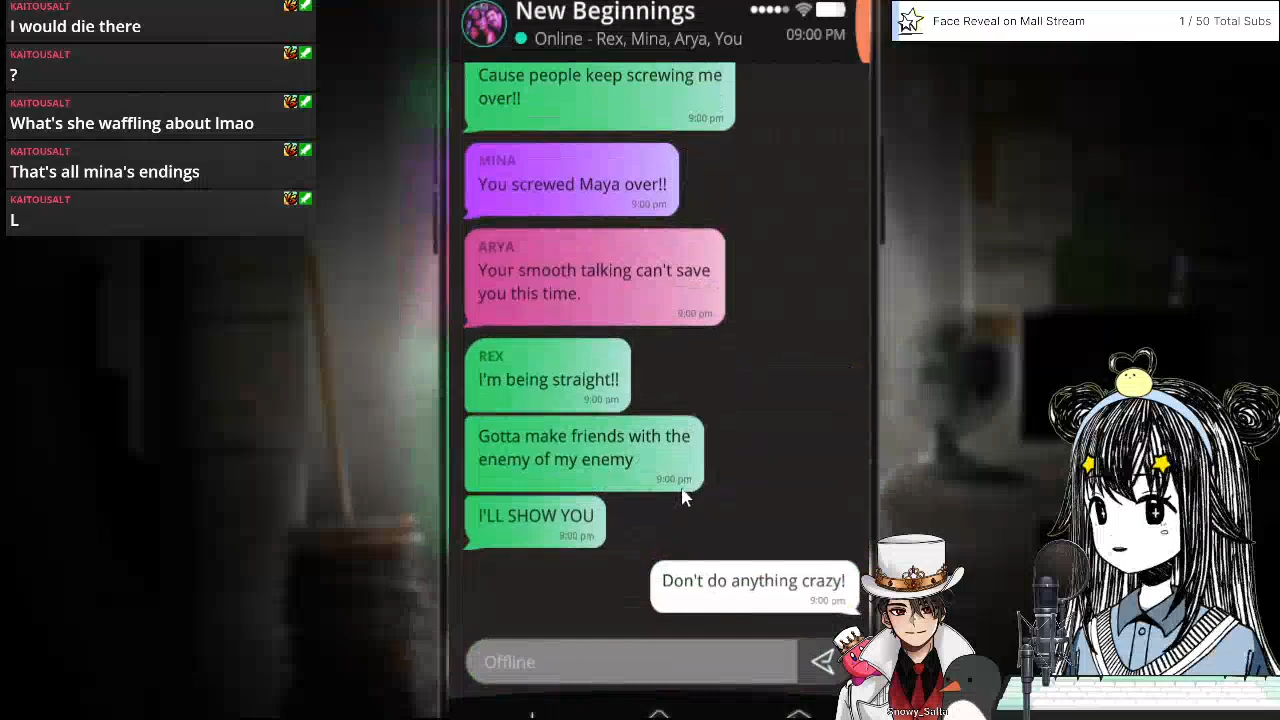 KAITOUSALT
I would die there
KAITOUSALT
?
KAITOUSALT
What's she waffling about lmao
KAITOUSALT
That's all mina's endings
KAITOUSALT
L
New Beginnings
Online - Rex, Mina, Arya, You
09:00 PM
Cause people keep screwing me
over!!
9:00 pm
MINA
You screwed Maya over!!
9:00 pm
ARYA
Your smooth talking can't save
you this time.
9:00 pm
REX
I'm being straight!!
9:00 pm
Gotta make friends with the
enemy of my enemy
9:00 pm
I'LL SHOW YOU
9:00 pm
Don't do anything crazy!
9:00 pm
Offline
Face Reveal on Mall Stream
1 / 50 Total Subs